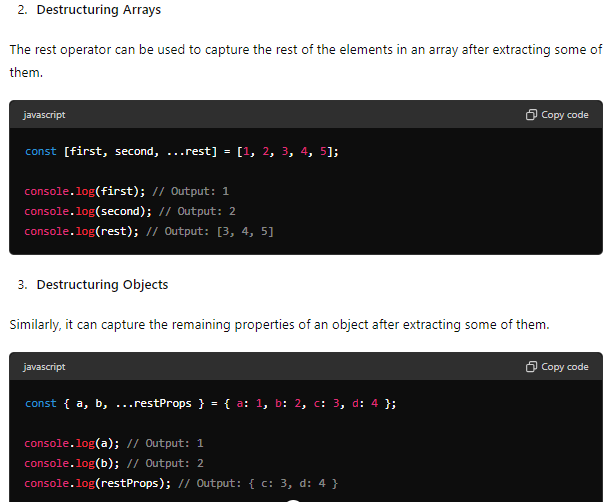 2. Destructuring Arrays
The rest operator can be used to capture the rest of the elements in an array after extracting some of
them.
javascript Copy code
const [first, second, ...rest] = [1, 2, 3, 4, 5];
console.log(first); // Output: 1
console.log(second); // Output: 2
console.log(rest); // Output: [3, 4, 5]
3. Destructuring Objects
Similarly, it can capture the remaining properties of an object after extracting some of them.
javascript Copy code
const { a, b, ...restProps } = { a: 1, b: 2, c: 3, d: 4 };
console.log(a); // Output: 1
console.log(b); // Output: 2
console.log(restProps); // Output: { c: 3, d: 4 }